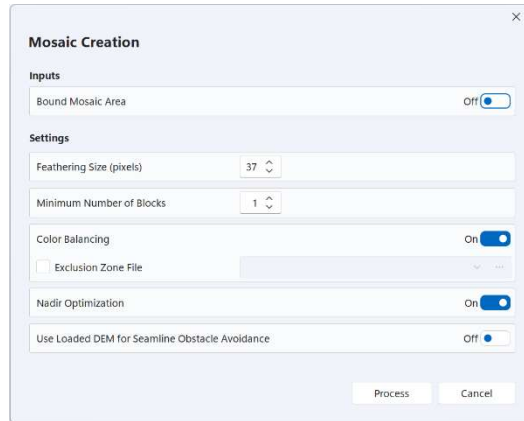 Mosaic Creation
Inputs
Bound Mosaic Area Off
Settings
Feathering Size (pixels) 37
Minimum Number of Blocks 1
Color Balancing On
Exclusion Zone File
Nadir Optimization On
Use Loaded DEM for Seamline Obstacle Avoidance Off
Process Cancel